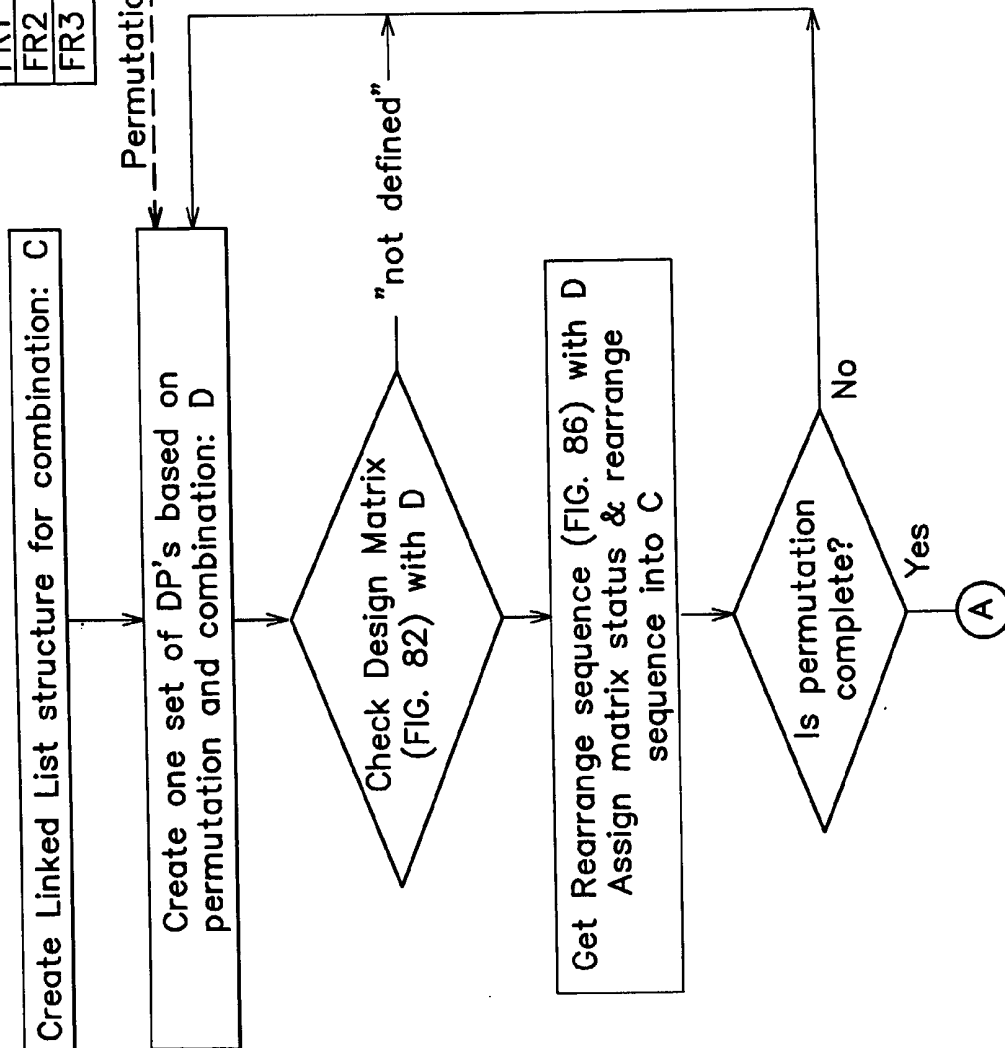 FR2
FR3
Create Linked List structure for combination: C
Create one set of DP's based on
permutation and combination: D
Check Design Matrix
(FIG. 82) with D
"not defined"
Get Rearrange sequence (FIG. 86) with D
Assign matrix status & rearrange
sequence into C
Is permutation
complete?
No
Yes
A